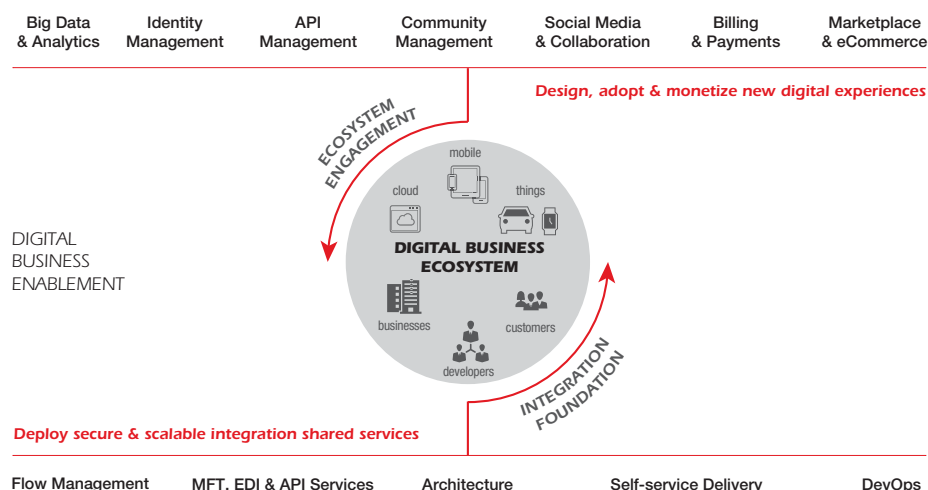 Big Data
& Analytics
Identity
Management
API
Management
Community
Management
Social Media
& Collaboration
Billing
& Payments
Marketplace
& eCommerce
Design, adopt & monetize new digital experiences
ECOSYSTEM
ENGAGEMENT
mobile
cloud
things
DIGITAL BUSINESS
ECOSYSTEM
DIGITAL
BUSINESS
ENABLEMENT
businesses
customers
developers
INTEGRATION
FOUNDATION
Deploy secure & scalable integration shared services
Flow Management
MFT, EDI & API Services
Architecture
Self-service Delivery
DevOps